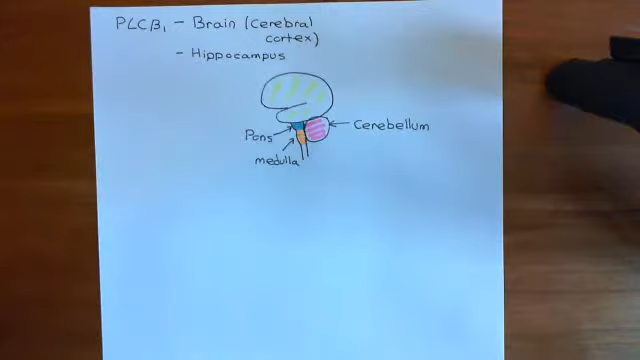 PLCβ₁ - Brain (cerebral
cortex)
- Hippocampus
Cerebellum
Pons
medulla